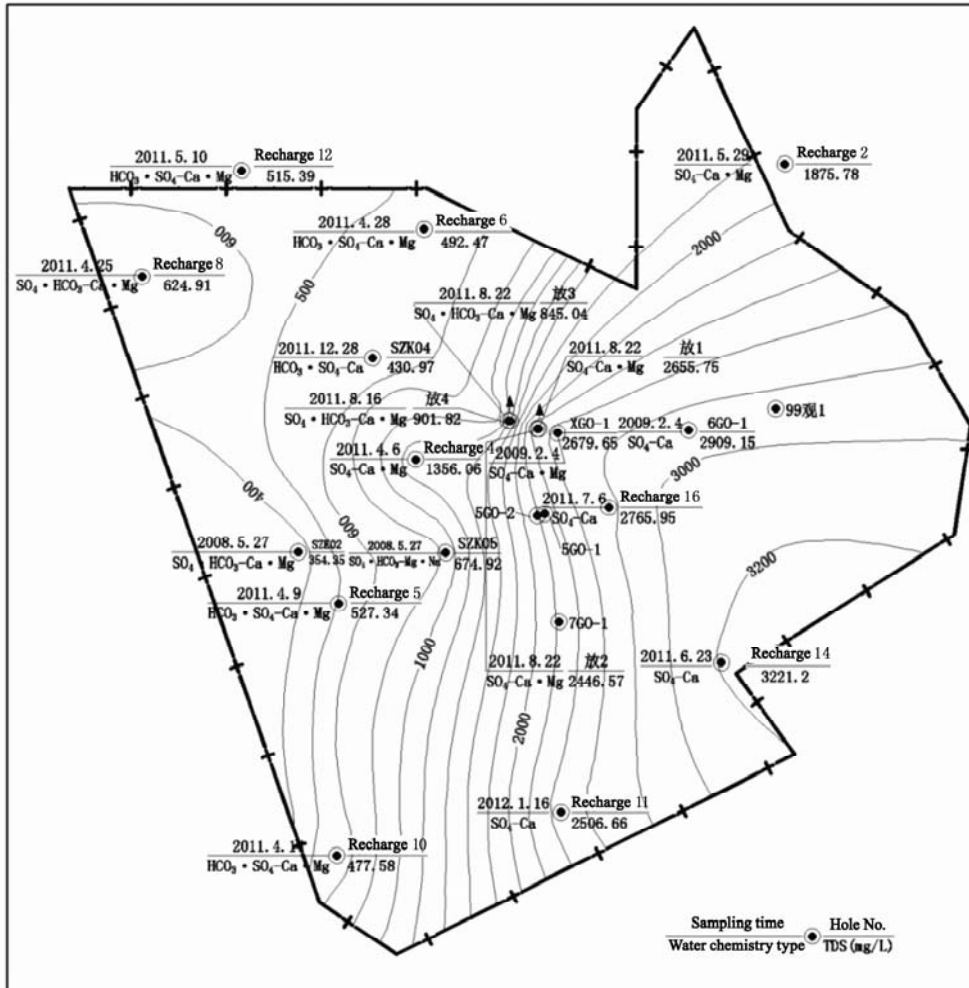 2011.5.10 Recharge 12
HCO₃·SO₄-Ca·Mg 515.39
2011.5.29 Recharge 2
SO₄-Ca·Mg 1875.78
2011.4.28 Recharge 6
HCO₃·SO₄-Ca·Mg 492.47
2000
600
2011.4.25 Recharge 8
SO₄·HCO₃-Ca·Mg 624.91
500
2011.8.22 放3
SO₄·HCO₃-Ca·Mg 845.04
2011.12.28 SZK04
HCO₃·SO₄-Ca 430.97
2011.8.22 放1
SO₄-Ca·Mg 2655.75
2011.8.16 放4
SO₄·HCO₃-Ca·Mg 901.82
99观1
XGO-1 2009.2.4 6GO-1
2679.65 SO₄-Ca 2909.15
2009.2.4
SO₄-Ca·Mg
2011.4.6 Recharge 4
SO₄-Ca·Mg 1356.06
3000
400
600
5GO-2
2011.7.6 Recharge 16
SO₄-Ca 2765.95
5GO-1
2008.5.27 SZK02
SO₄·HCO₃-Ca·Mg 354.35
2008.5.27 SZK05
SO₄·HCO₃-Mg·Na 674.92
3200
2011.4.9 Recharge 5
HCO₃·SO₄-Ca·Mg 527.34
7GO-1
1000
2011.8.22 放2
SO₄-Ca·Mg 2446.57
2011.6.23 Recharge 14
SO₄-Ca 3221.2
2000
2012.1.16 Recharge 11
SO₄-Ca 2506.66
Recharge 10
HCO₃·SO₄-Ca·Mg 477.58
Sampling time Hole No.
Water chemistry type TDS(mg/L)